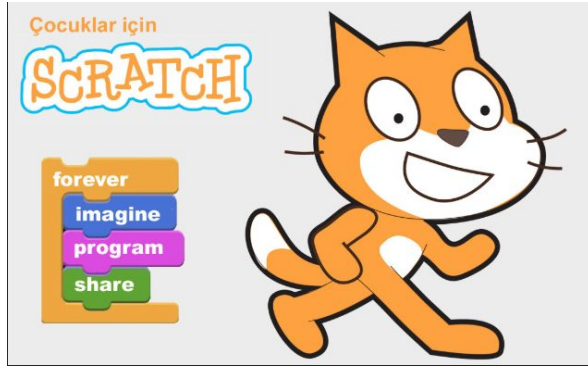 Çocuklar için
SCRATCH
forever
imagine
program
share